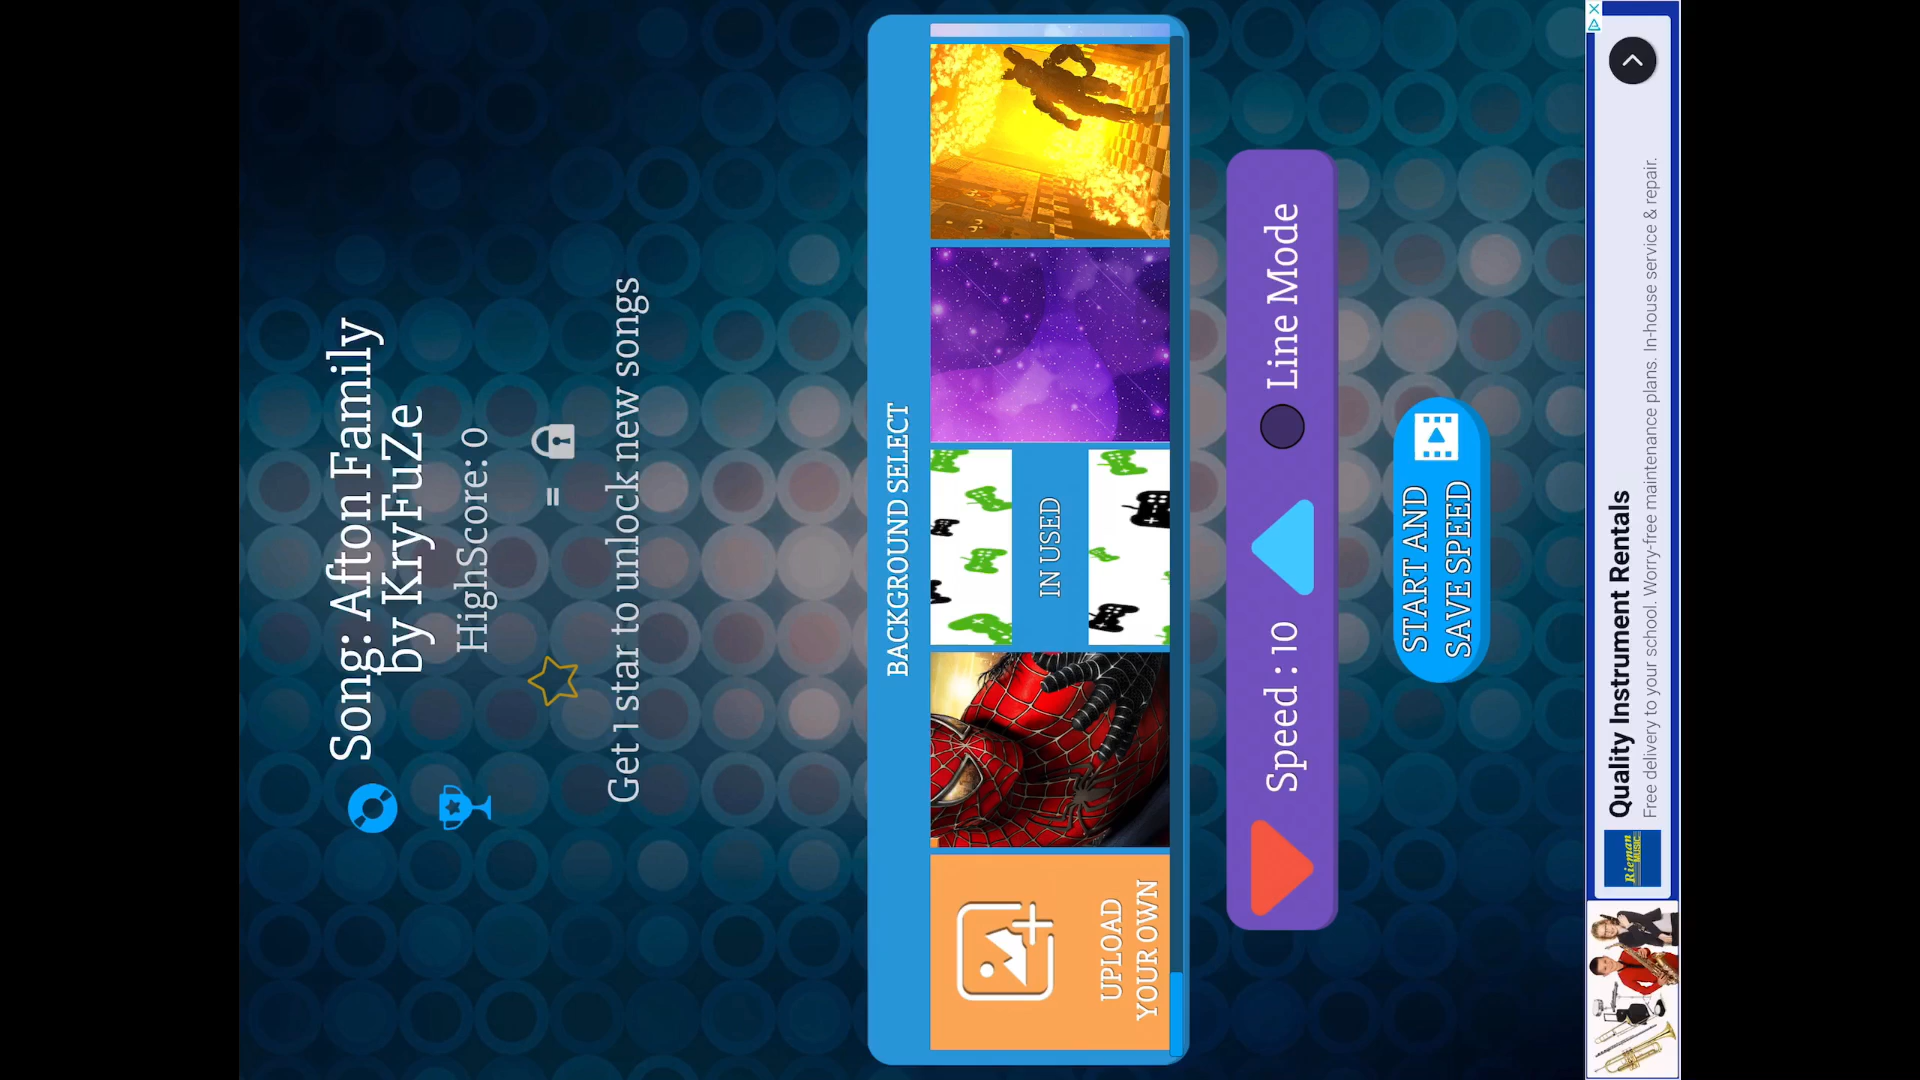 Song: Afton Family
by KryFuZe
HighScore: 0
=
Get 1 star to unlock new songs
BACKGROUND SELECT
UPLOAD
YOUR OWN
IN USED
Speed : 10
Line Mode
START AND
SAVE SPEED
Rieman
MUSIC
Quality Instrument Rentals
Free delivery to your school. Worry-free maintenance plans. In-house service & repair.